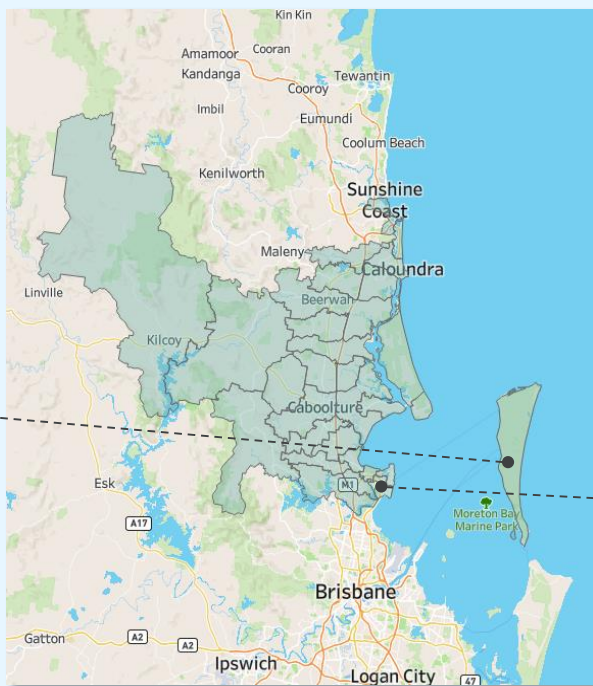 Kin Kin
Cooran
Amamoor
Kandanga
Tewantin
Cooroy
Imbil
Eumundi
Coolum Beach
Kenilworth
Sunshine
Coast
Maleny
Caloundra
Linville
Beerwah
Kilcoy
Caboolture
Esk
M1
Moreton Bay
Marine Park
A17
Brisbane
Gatton
A2
A2
Ipswich
Logan City
47